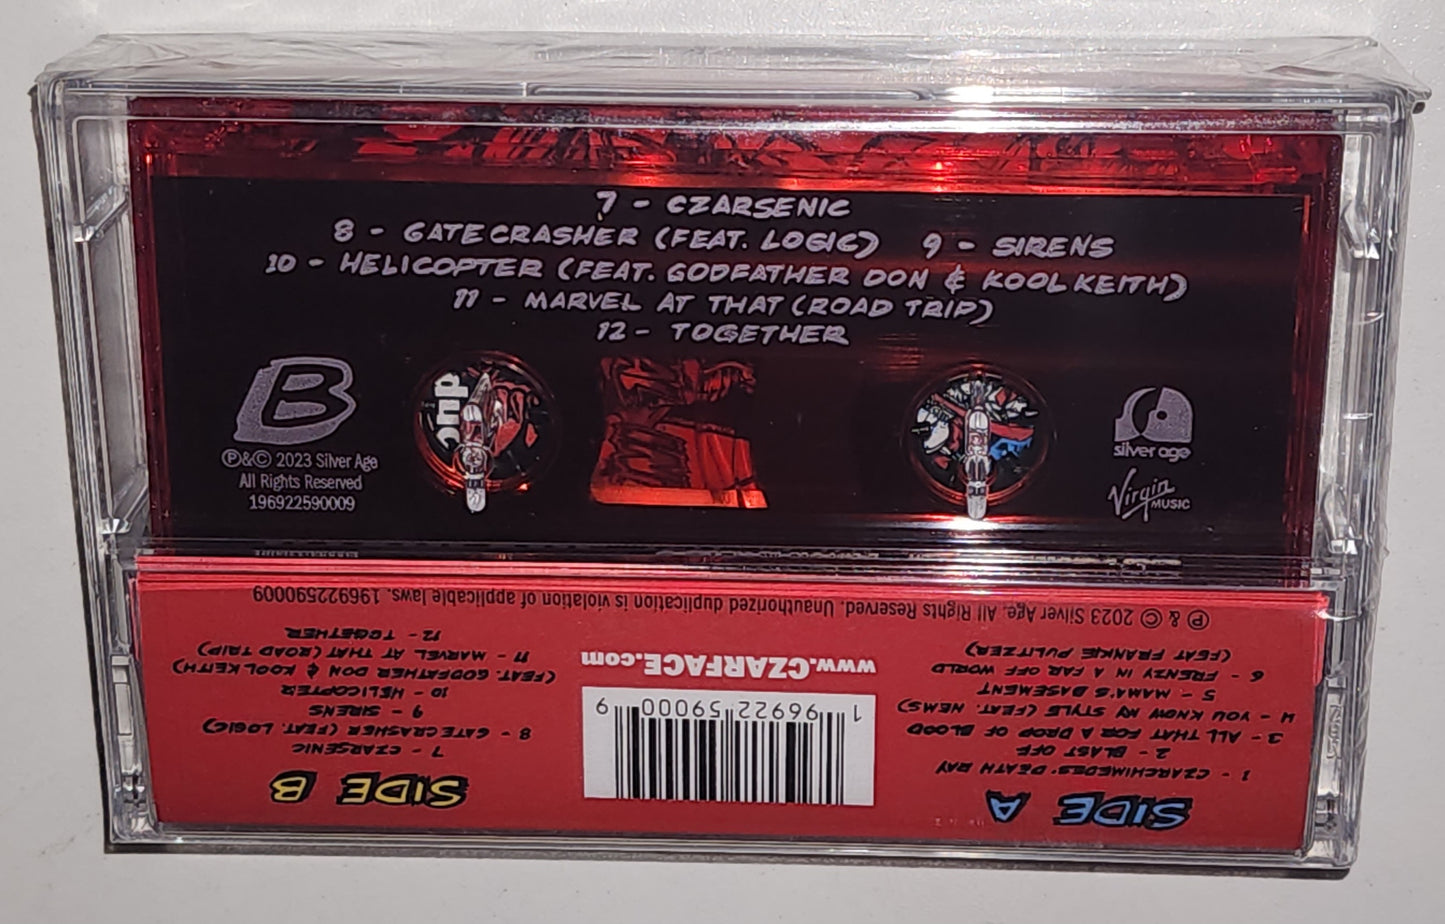 7 - CZARSENIC
8 - GATECRASHER (FEAT. LOGIC) 9 - SIRENS
10 - HELICOPTER (FEAT. GODFATHER DON & KOOL KEITH)
11 - MARVEL AT THAT (ROAD TRIP)
12 - TOGETHER
B
℗&© 2023 Silver Age
All Rights Reserved
196922590009
silver age
Virgin
MUSIC
SIDE A
1 - CZARCHIMEDES' DEATH RAY
2 - BLAST OFF
3 - ALL THAT FOR A DROP OF BLOOD
4 - YOU KNOW MY STYLE (FEAT. NEMS)
5 - MAMA'S BASEMENT
6 - FRENZY IN A FAR OFF WORLD
(FEAT FRANKIE PULITZER)
1 96922 59000 9
www.CZARFACE.com
SIDE B
7 - CZARSENIC
8 - GATECRASHER (FEAT. LOGIC)
9 - SIRENS
10 - HELICOPTER
(FEAT. GODFATHER DON & KOOL KEITH)
11 - MARVEL AT THAT (ROAD TRIP)
12 - TOGETHER
℗ & © 2023 Silver Age. All Rights Reserved. Unauthorized duplication is violation of applicable laws. 196922590009